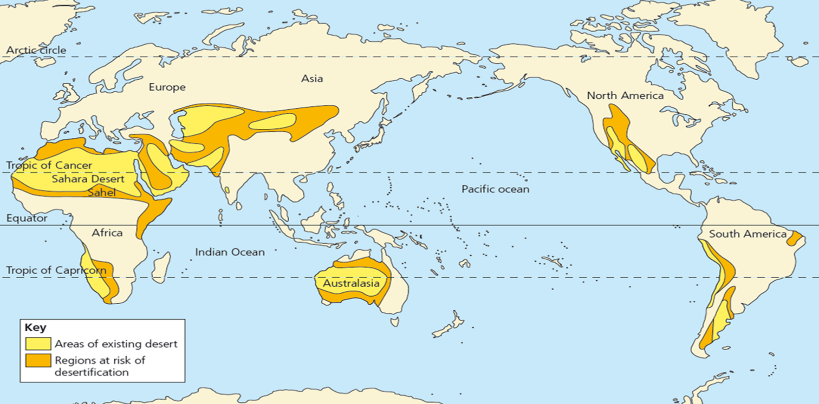 Arctic circle
Europe
Asia
North America
Tropic of Cancer
Sahara Desert
Sahel
Pacific ocean
Equator
Africa
South America
Indian Ocean
Tropic of Capricorn
Australasia
Key
Areas of existing desert
Regions at risk of
desertification